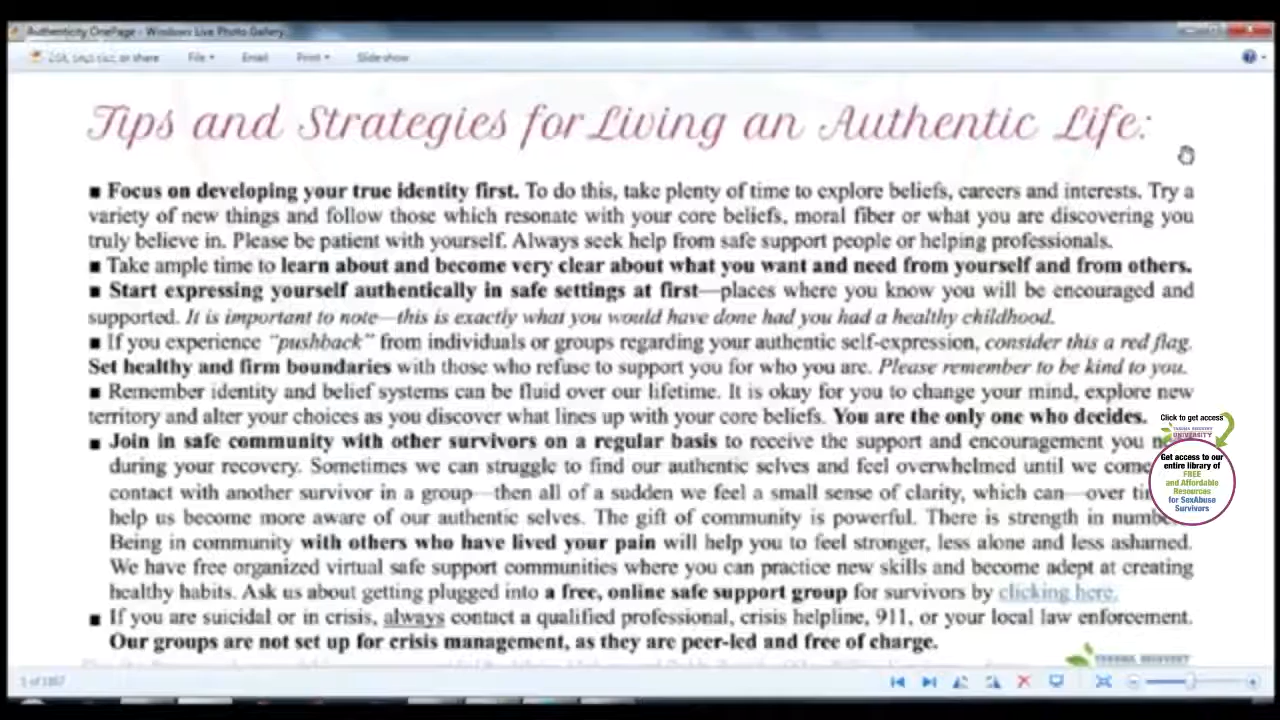 Authenticity OnePage - Windows Live Photo Gallery
or share File Email Print Slide show
Tips and Strategies for Living an Authentic Life:
■ Focus on developing your true identity first. To do this, take plenty of time to explore beliefs, careers and interests. Try a
variety of new things and follow those which resonate with your core beliefs, moral fiber or what you are discovering you
truly believe in. Please be patient with yourself. Always seek help from safe support people or helping professionals.
■ Take ample time to learn about and become very clear about what you want and need from yourself and from others.
■ Start expressing yourself authentically in safe settings at first—places where you know you will be encouraged and
supported. It is important to note—this is exactly what you would have done had you had a healthy childhood.
■ If you experience "pushback" from individuals or groups regarding your authentic self-expression, consider this a red flag.
Set healthy and firm boundaries with those who refuse to support you for who you are. Please remember to be kind to you.
■ Remember identity and belief systems can be fluid over our lifetime. It is okay for you to change your mind, explore new
territory and alter your choices as you discover what lines up with your core beliefs. You are the only one who decides.
■ Join in safe community with other survivors on a regular basis to receive the support and encouragement you
during your recovery. Sometimes we can struggle to find our authentic selves and feel overwhelmed until we come
contact with another survivor in a group—then all of a sudden we feel a small sense of clarity, which can—over
help us become more aware of our authentic selves. The gift of community is powerful. There is strength in
Being in community with others who have lived your pain will help you to feel stronger, less alone and less ashamed.
We have free organized virtual safe support communities where you can practice new skills and become adept at creating
healthy habits. Ask us about getting plugged into a free, online safe support group for survivors by clicking here.
■ If you are suicidal or in crisis, always contact a qualified professional, crisis helpline, 911, or your local law enforcement.
Our groups are not set up for crisis management, as they are peer-led and free of charge.
Click to get access
TRAUMA RECOVERY
UNIVERSITY
Get access to our
entire library of
FREE
and Affordable
Resources
for SexAbuse
Survivors
TRAUMA RECOVERY